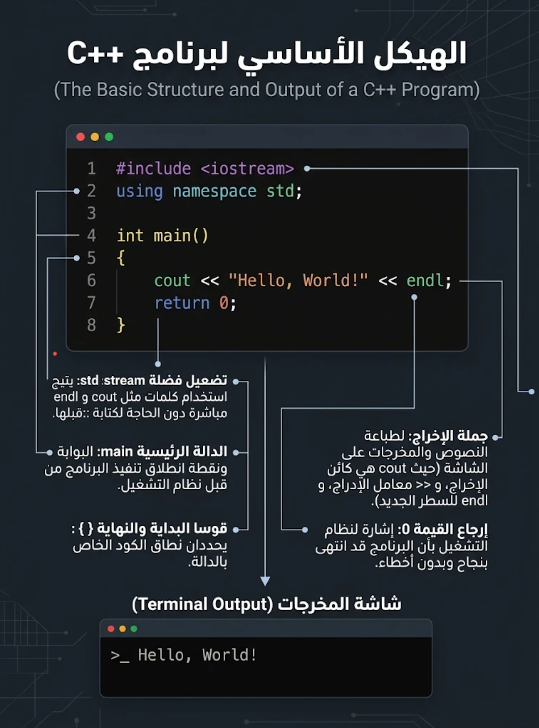 الهيكل الأساسي لبرنامج C++
(The Basic Structure and Output of a C++ Program)
1 #include <iostream>
2 using namespace std;
3
4 int main()
5 {
6 cout << "Hello, World!" << endl;
7 return 0;
8 }
تضعيل فضلة std :stream: يتيح
استخدام كلمات مثل cout و endl
مباشرة دون الحاجة لكتابة :: قبلها.
الدالة الرئيسية main: البوابة
ونقطة انطلاق تنفيذ البرنامج من
قبل نظام التشغيل.
قوسا البداية والنهاية { } :
يحددان نطاق الكود الخاص
بالدالة.
جملة الإخراج: لطباعة
النصوص والمخرجات على
الشاشة (حيث cout هي كائن
الإخراج، و >> معامل الإدراج، و
endl للسطر الجديد).
إرجاع القيمة 0: إشارة لنظام
التشغيل بأن البرنامج قد انتهى
بنجاح وبدون أخطاء.
شاشة المخرجات (Terminal Output)
>_ Hello, World!